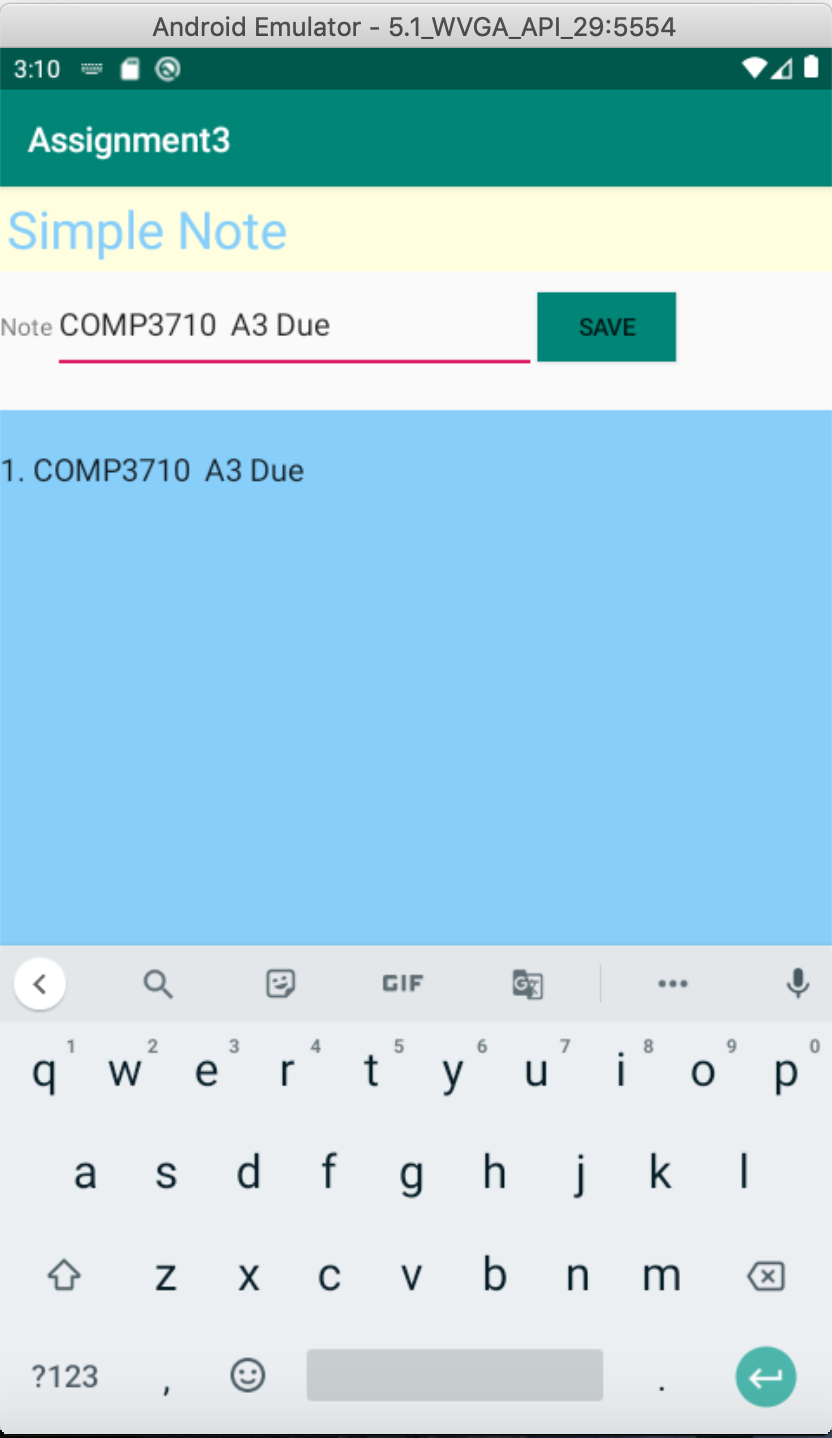 Android Emulator - 5.1_WVGA_API_29:5554
3:10
Assignment3
Simple Note
Note COMP3710  A3 Due SAVE
1. COMP3710  A3 Due
GIF
1 2 3 4 5 6 7 8 9 0
q w e r t y u i o p
a s d f g h j k l
z x c v b n m
?123 , .